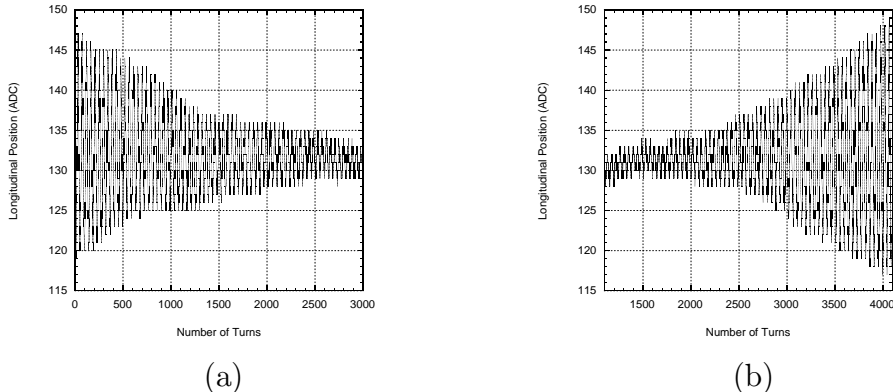 150
145
140
135
130
125
120
115
Longitudinal Position (ADC)
0 500 1000 1500 2000 2500 3000
Number of Turns
(a)
150
145
140
135
130
125
120
115
Longitudinal Position (ADC)
1500 2000 2500 3000 3500 4000
Number of Turns
(b)